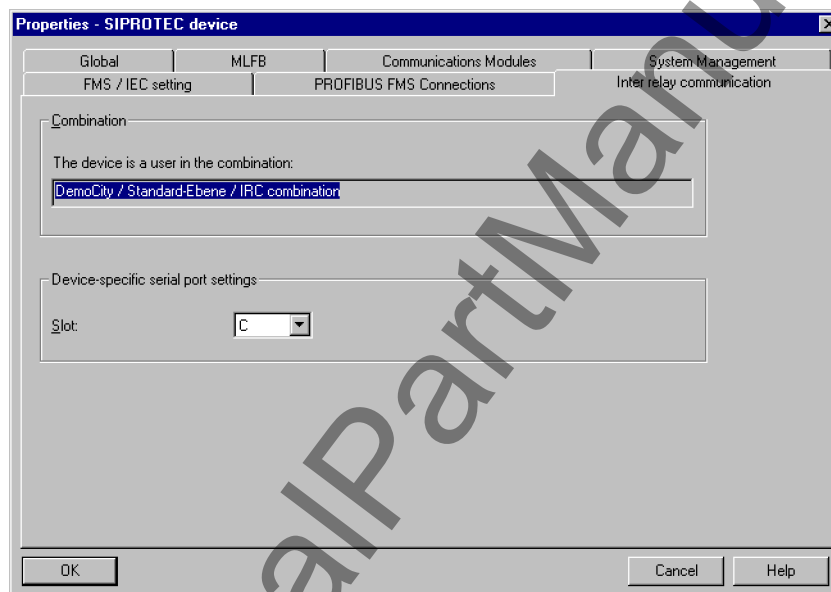 Properties - SIPROTEC device
Global MLFB Communications Modules System Management
FMS / IEC setting PROFIBUS FMS Connections Inter relay communication
Combination
The device is a user in the combination:
DemoCity / Standard-Ebene / IRC combination
Device-specific serial port settings
Slot: C
OK Cancel Help